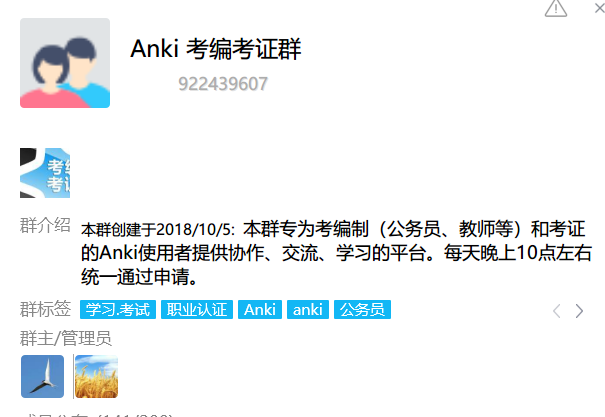 Anki 考编考证群
922439607
考编
考证
群介绍
本群创建于2018/10/5: 本群专为考编制（公务员、教师等）和考证
的Anki使用者提供协作、交流、学习的平台。每天晚上10点左右
统一通过申请。
群标签 学习.考试 职业认证 Anki anki 公务员
群主/管理员